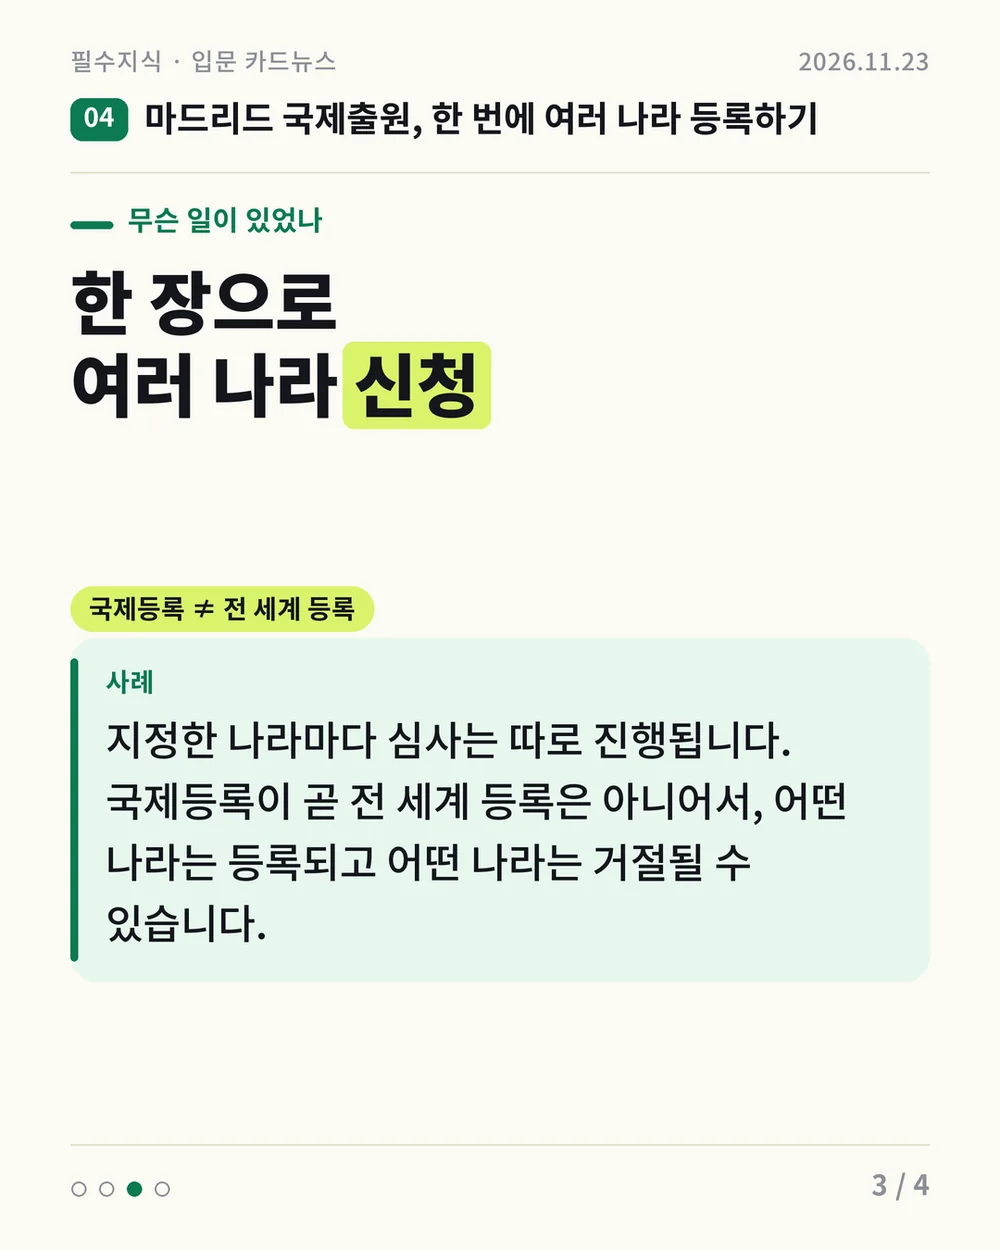 필수지식 · 입문 카드뉴스
2026.11.23
04 마드리드 국제출원, 한 번에 여러 나라 등록하기
무슨 일이 있었나
한 장으로
여러 나라 신청
국제등록 ≠ 전 세계 등록
사례
지정한 나라마다 심사는 따로 진행됩니다.
국제등록이 곧 전 세계 등록은 아니어서, 어떤
나라는 등록되고 어떤 나라는 거절될 수
있습니다.
3 / 4